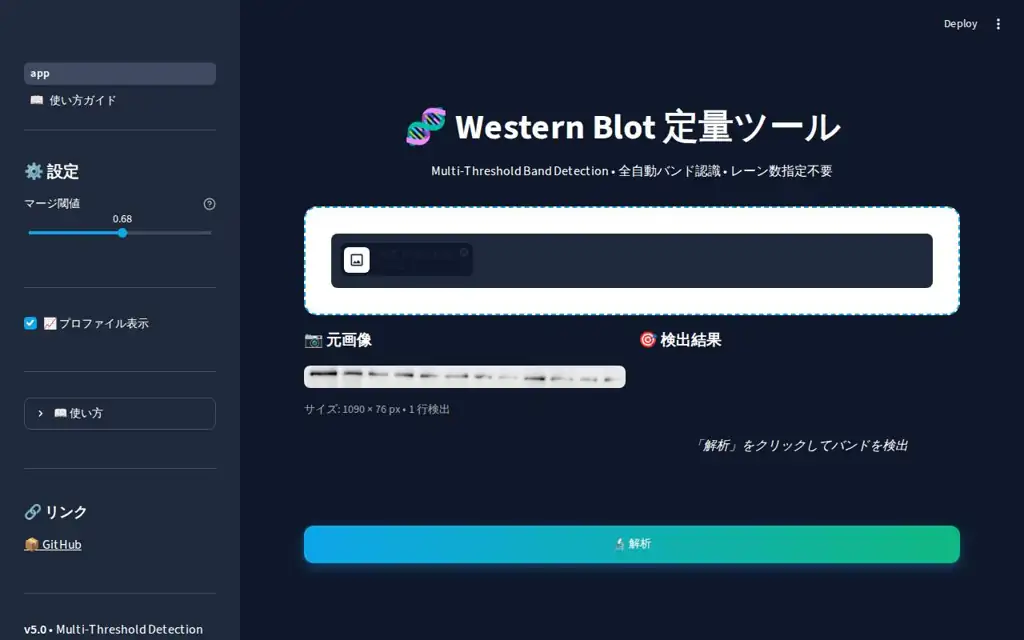 Deploy
app
📖 使い方ガイド
⚙️ 設定
マージ閾値
0.68
📈 プロファイル表示
📖 使い方
🔗 リンク
📦 GitHub
v5.0 • Multi-Threshold Detection
🧬 Western Blot 定量ツール
Multi-Threshold Band Detection • 全自動バンド認識 • レーン数指定不要
📷 元画像
サイズ: 1090 × 76 px • 1 行検出
🎯 検出結果
「解析」をクリックしてバンドを検出
🔬 解析